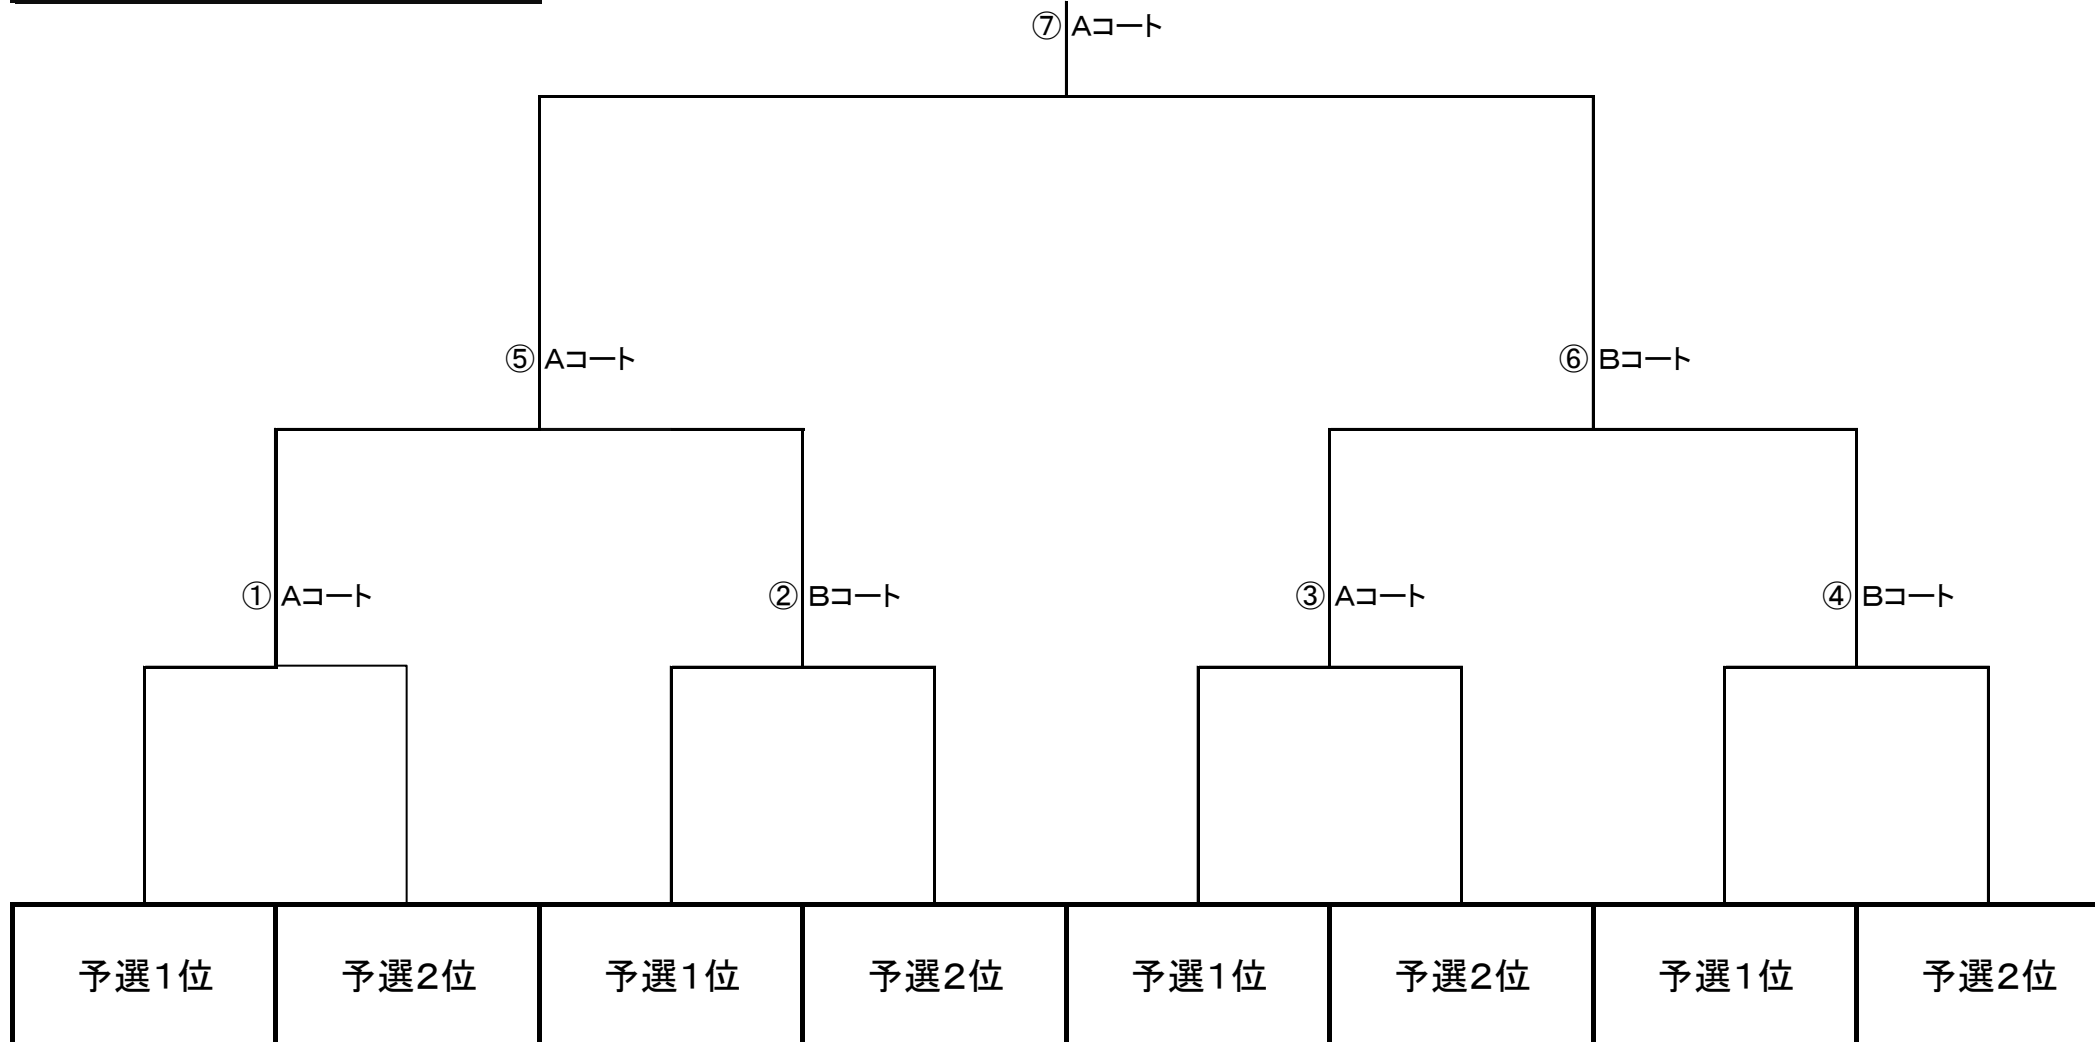 ⑦ Aコート
⑤ Aコート
⑥ Bコート
① Aコート
② Bコート
③ Aコート
④ Bコート
予選1位
予選2位
予選1位
予選2位
予選1位
予選2位
予選1位
予選2位